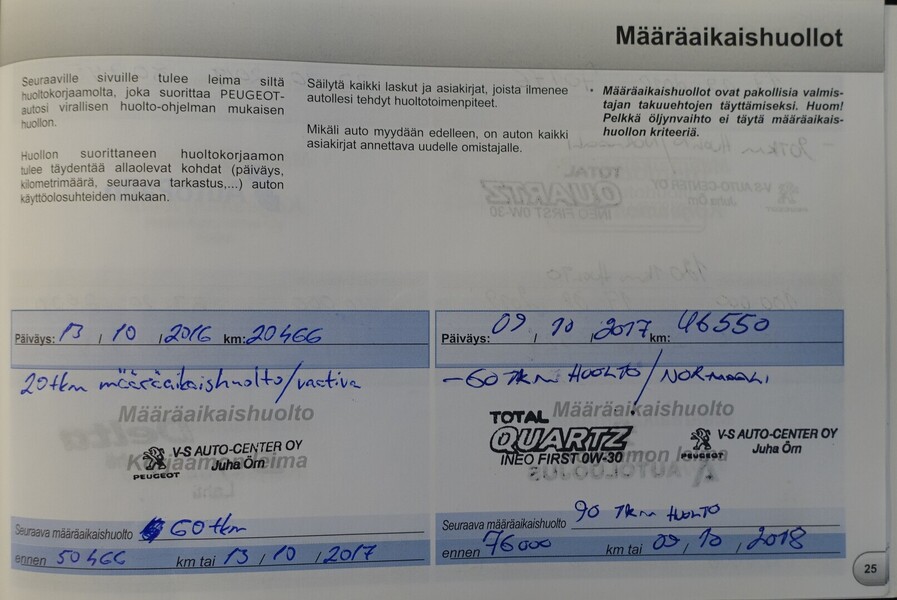 Määräaikaishuollot
Seuraaville sivuille tulee leima siltä
huoltokorjaamolta, joka suorittaa PEUGEOT-
autosi virallisen huolto-ohjelman mukaisen
huollon.
Huollon suorittaneen huoltokorjaamon
tulee täydentää allaolevat kohdat (päiväys,
kilometrimäärä, seuraava tarkastus,...) auton
käyttöolosuhteiden mukaan.
Säilytä kaikki laskut ja asiakirjat, joista ilmenee
autollesi tehdyt huoltotoimenpiteet.
Mikäli auto myydään edelleen, on auton kaikki
asiakirjat annettava uudelle omistajalle.
• Määräaikaishuollot ovat pakollisia valmis-
tajan takuuehtojen täyttämiseksi. Huom!
Pelkkä öljynvaihto ei täytä määräaikais-
huollon kriteeriä.
Päiväys: 13 / 10 / 2016 km: 20466
20tkm määräaikaishuolto/vaativa
Määräaikaishuolto
V-S AUTO-CENTER OY
Juha Örn
PEUGEOT
Korjaamon leima
Seuraava määräaikaishuolto 60tkm
ennen 50466 km tai 13 / 10 / 2017
Päiväys: 09 / 10 / 2017 km: 46550
-60 TKM HUOLTO / NORMAALI
Määräaikaishuolto
TOTAL
QUARTZ
INEO FIRST 0W-30
V-S AUTO-CENTER OY
Juha Örn
PEUGEOT
Seuraava määräaikaishuolto 90 TKM HUOLTO
ennen 76000 km tai 09 / 10 / 2018
25